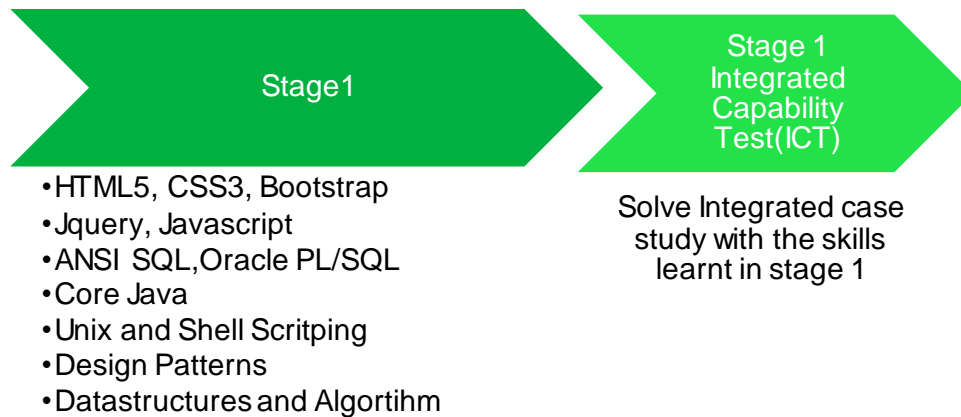 Stage1
•HTML5, CSS3, Bootstrap
•Jquery, Javascript
•ANSI SQL,Oracle PL/SQL
•Core Java
•Unix and Shell Scritping
•Design Patterns
•Datastructures and Algortihm
Stage 1
Integrated
Capability
Test(ICT)
Solve Integrated case
study with the skills
learnt in stage 1